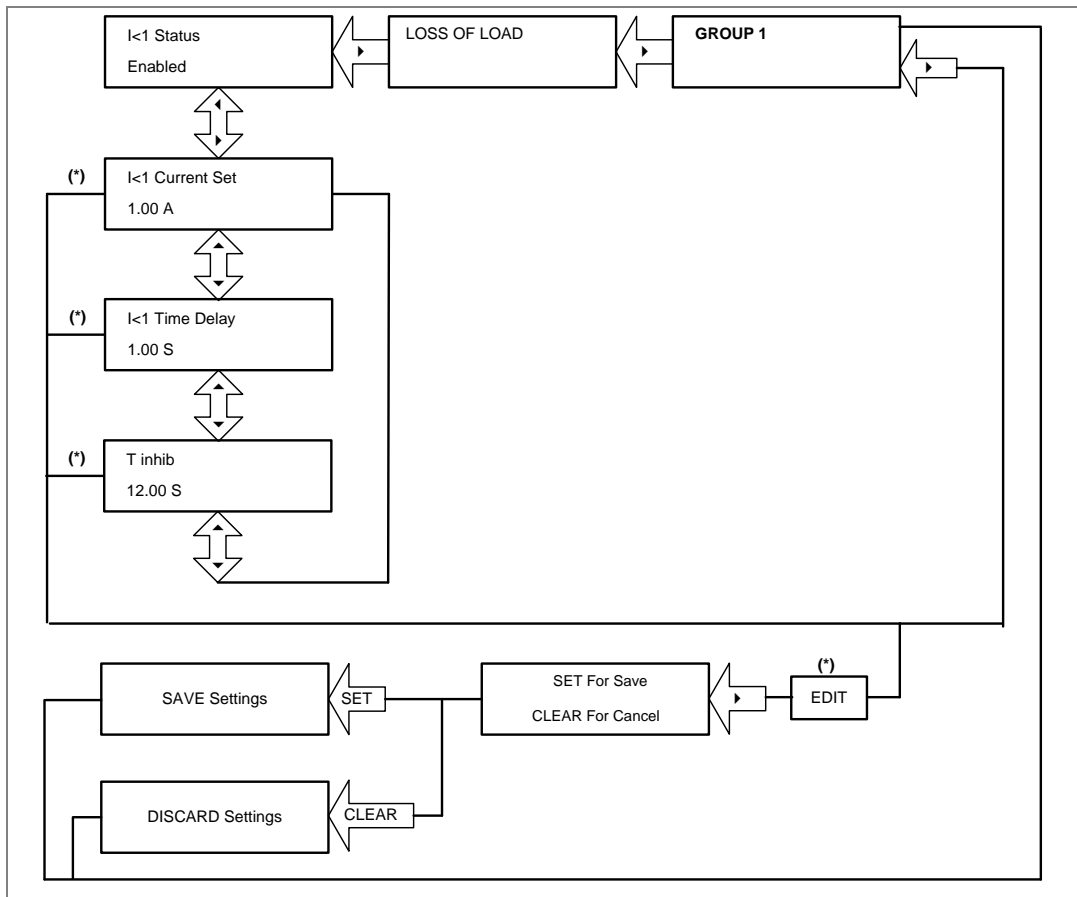 I<1 Status
Enabled
LOSS OF LOAD
GROUP 1
(*)
I<1 Current Set
1.00 A
(*)
I<1 Time Delay
1.00 S
(*)
T inhib
12.00 S
SAVE Settings
SET
SET For Save
CLEAR For Cancel
(*)
EDIT
DISCARD Settings
CLEAR